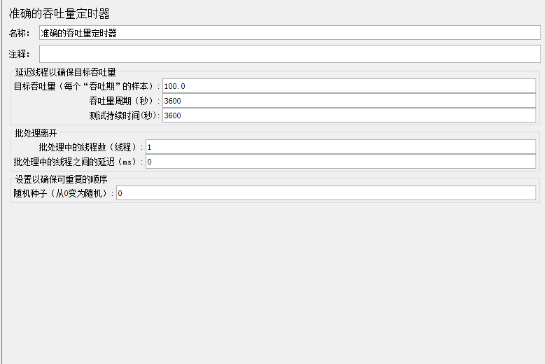 准确的吞吐量定时器
名称： 准确的吞吐量定时器
注释：
延迟线程以确保目标吞吐量
目标吞吐量（每个“吞吐期”的样本）: 100.0
吞吐量周期（秒）: 3600
测试持续时间(秒): 3600
批处理离开
批处理中的线程数（线程）: 1
批处理中的线程之间的延迟（ms）: 0
设置以确保可重复的顺序
随机种子（从0变为随机）: 0